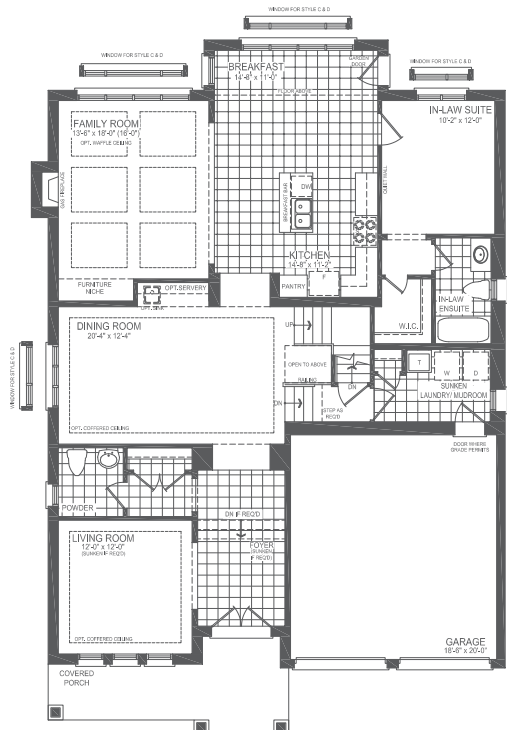 WINDOW FOR STYLE C & D
WINDOW FOR STYLE C & D
WINDOW FOR STYLE C & D
BREAKFAST
14'-8" x 11'-0"
GARDEN
DOOR
FLOOR ABOVE
FAMILY ROOM
13'-6" x 18'-0" (16'-0")
OPT. WAFFLE CEILING
IN-LAW SUITE
10'-2" x 12'-0"
GAS FIREPLACE
QUIET WALL
BREAKFAST BAR
DW
KITCHEN
14'-8" x 11'-2"
FURNITURE
NICHE
OPT.SERVERY
OPT. SINK
PANTRY
F
IN-LAW
ENSUITE
W.I.C.
DINING ROOM
20'-4" x 12'-4"
UP
WINDOW FOR STYLE C & D
OPEN TO ABOVE
RAILING
DN
DN
STEP AS
REQ'D
T
W
D
SUNKEN
LAUNDRY/ MUDROOM
OPT. COFFERED CEILING
DOOR WHERE
GRADE PERMITS
POWDER
DN IF REQ'D
LIVING ROOM
12'-0" x 12'-0"
(SUNKEN IF REQ'D)
FOYER
(SUNKEN
IF REQ'D)
OPT. COFFERED CEILING
GARAGE
18'-6" x 20'-0"
COVERED
PORCH